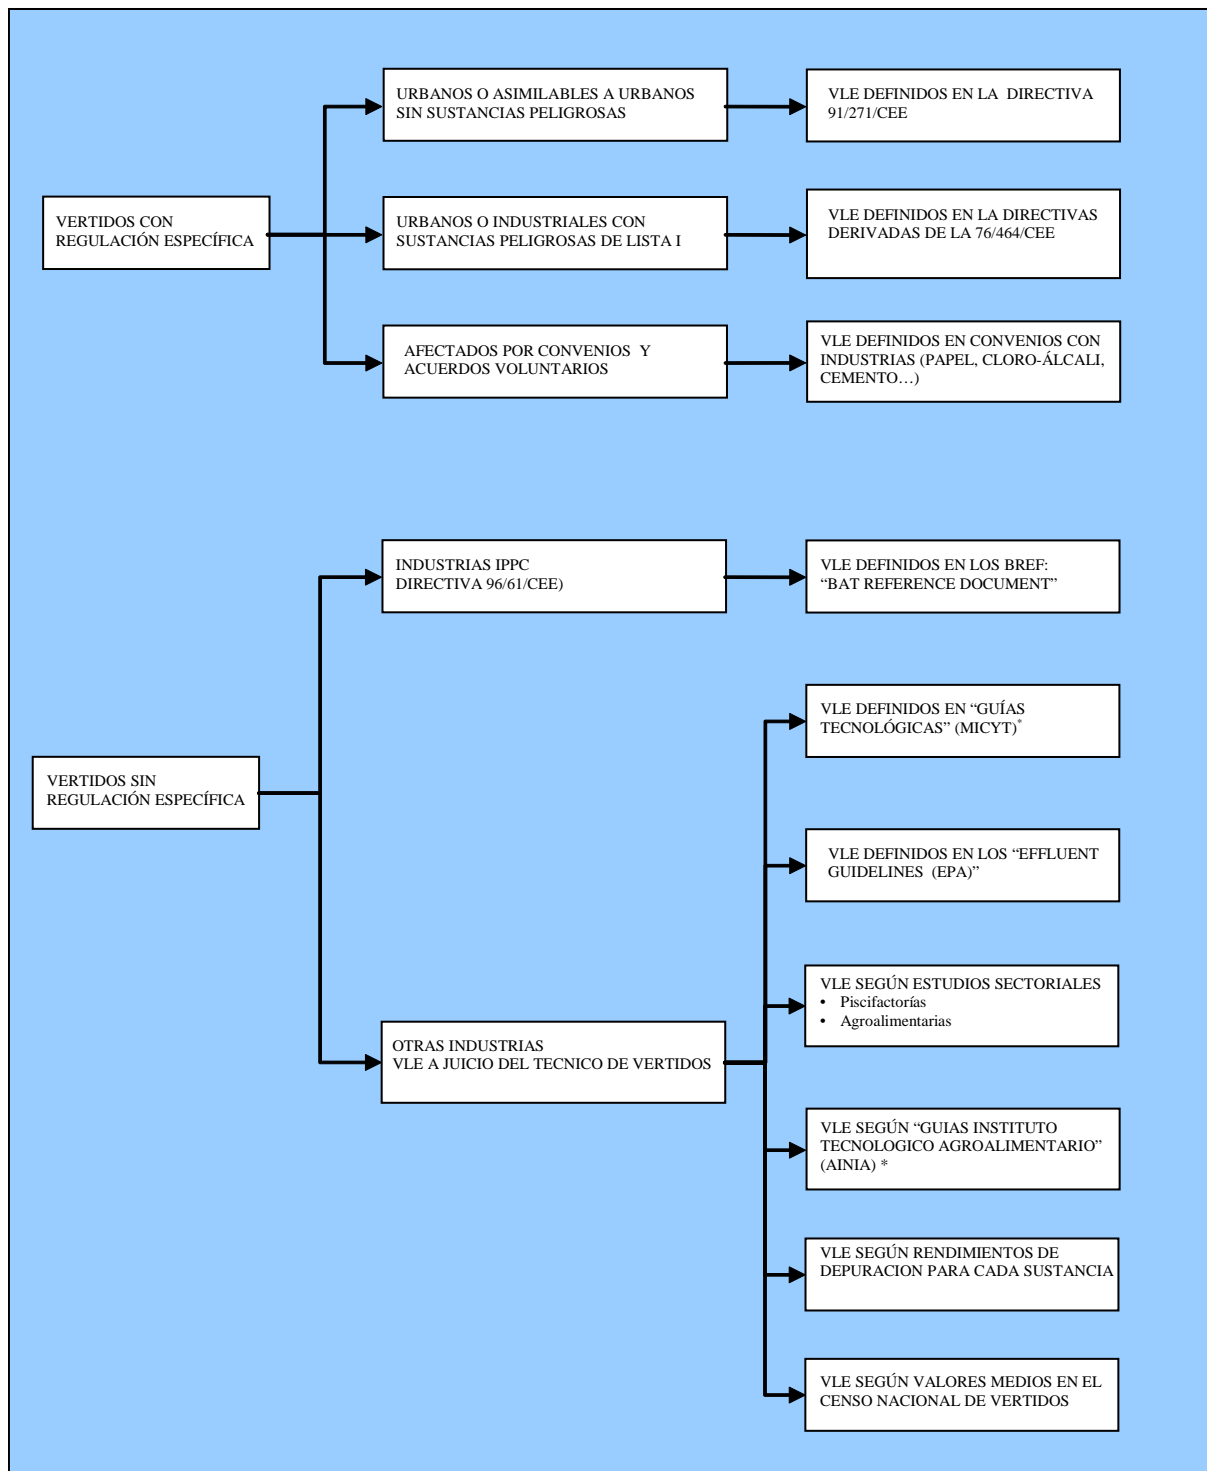 URBANOS O ASIMILABLES A URBANOS
SIN SUSTANCIAS PELIGROSAS
VLE DEFINIDOS EN LA DIRECTIVA
91/271/CEE
VERTIDOS CON
REGULACIÓN ESPECÍFICA
URBANOS O INDUSTRIALES CON
SUSTANCIAS PELIGROSAS DE LISTA I
VLE DEFINIDOS EN LA DIRECTIVAS
DERIVADAS DE LA 76/464/CEE
AFECTADOS POR CONVENIOS Y
ACUERDOS VOLUNTARIOS
VLE DEFINIDOS EN CONVENIOS CON
INDUSTRIAS (PAPEL, CLORO-ÁLCALI,
CEMENTO…)
INDUSTRIAS IPPC
DIRECTIVA 96/61/CEE)
VLE DEFINIDOS EN LOS BREF:
“BAT REFERENCE DOCUMENT”
VLE DEFINIDOS EN “GUÍAS
TECNOLÓGICAS” (MICYT)*
VERTIDOS SIN
REGULACIÓN ESPECÍFICA
VLE DEFINIDOS EN LOS “EFFLUENT
GUIDELINES (EPA)”
VLE SEGÚN ESTUDIOS SECTORIALES
• Piscifactorías
• Agroalimentarias
OTRAS INDUSTRIAS
VLE A JUICIO DEL TECNICO DE VERTIDOS
VLE SEGÚN “GUIAS INSTITUTO
TECNOLOGICO AGROALIMENTARIO”
(AINIA) *
VLE SEGÚN RENDIMIENTOS DE
DEPURACION PARA CADA SUSTANCIA
VLE SEGÚN VALORES MEDIOS EN EL
CENSO NACIONAL DE VERTIDOS